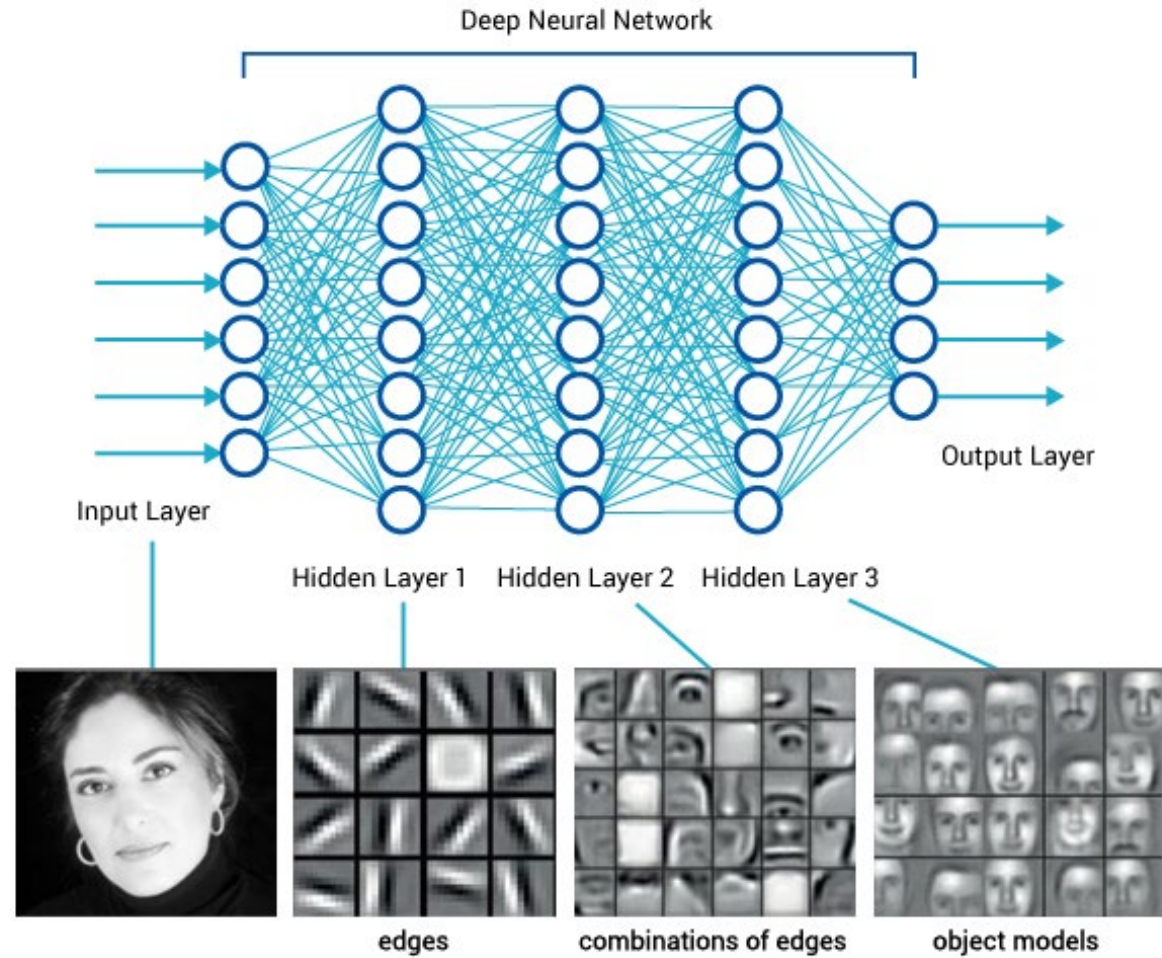 Deep Neural Network
Output Layer
Input Layer
Hidden Layer 1
Hidden Layer 2
Hidden Layer 3
edges
combinations of edges
object models